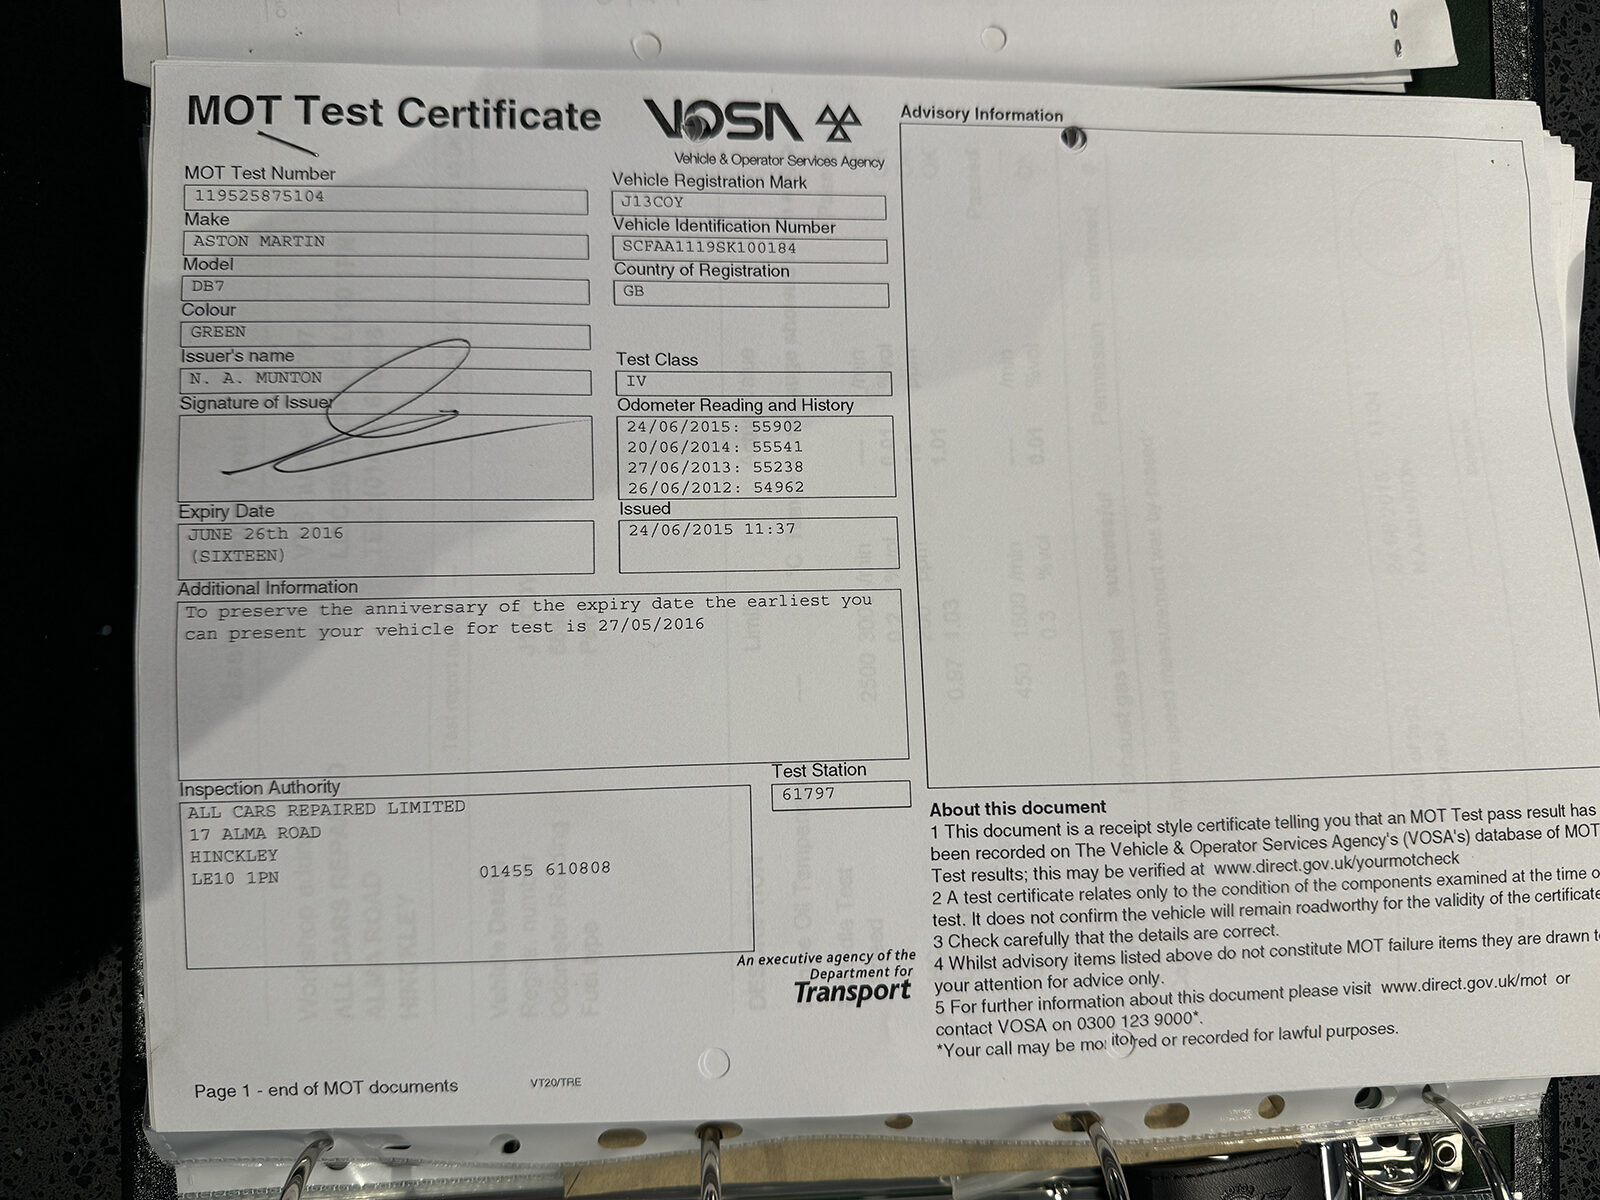 MOT Test Certificate
VOSA
Vehicle & Operator Services Agency
MOT Test Number
119525875104
Make
ASTON MARTIN
Model
DB7
Colour
GREEN
Issuer's name
N. A. MUNTON
Signature of Issuer
Expiry Date
JUNE 26th 2016
(SIXTEEN)
Vehicle Registration Mark
J13COY
Vehicle Identification Number
SCFAA1119SK100184
Country of Registration
GB
Test Class
IV
Odometer Reading and History
24/06/2015: 55902
20/06/2014: 55541
27/06/2013: 55238
26/06/2012: 54962
Issued
24/06/2015 11:37
Additional Information
To preserve the anniversary of the expiry date the earliest you
can present your vehicle for test is 27/05/2016
Inspection Authority
ALL CARS REPAIRED LIMITED
17 ALMA ROAD
HINCKLEY
LE10 1PN
01455 610808
Test Station
61797
An executive agency of the
Department for
Transport
Page 1 - end of MOT documents
VT20/TRE
Advisory Information
About this document
1 This document is a receipt style certificate telling you that an MOT Test pass result has
been recorded on The Vehicle & Operator Services Agency's (VOSA's) database of MOT
Test results; this may be verified at www.direct.gov.uk/yourmotcheck
2 A test certificate relates only to the condition of the components examined at the time o
test. It does not confirm the vehicle will remain roadworthy for the validity of the certificate
3 Check carefully that the details are correct.
4 Whilst advisory items listed above do not constitute MOT failure items they are drawn t
your attention for advice only.
5 For further information about this document please visit www.direct.gov.uk/mot or
contact VOSA on 0300 123 9000*.
*Your call may be monitored or recorded for lawful purposes.